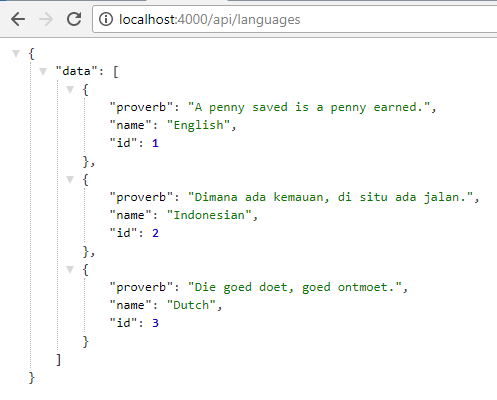 localhost:4000/api/languages
{
"data": [
{
"proverb": "A penny saved is a penny earned.",
"name": "English",
"id": 1
},
{
"proverb": "Dimana ada kemauan, di situ ada jalan.",
"name": "Indonesian",
"id": 2
},
{
"proverb": "Die goed doet, goed ontmoet.",
"name": "Dutch",
"id": 3
}
]
}